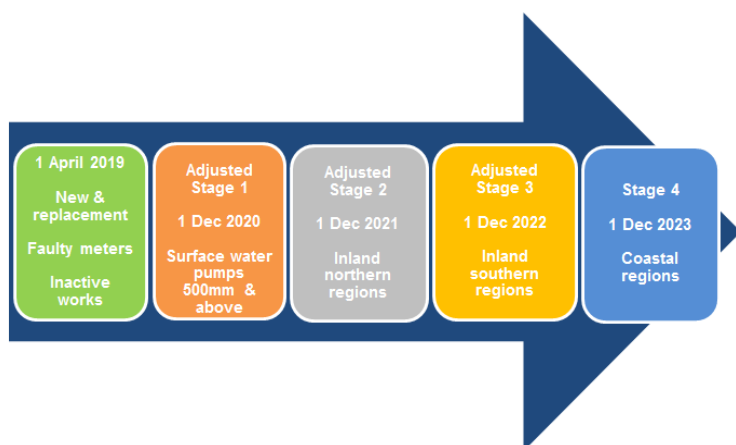 1 April 2019
New &
replacement
Faulty meters
Inactive
works
Adjusted
Stage 1
1 Dec 2020
Surface water
pumps
500mm &
above
Adjusted
Stage 2
1 Dec 2021
Inland
northern
regions
Adjusted
Stage 3
1 Dec 2022
Inland
southern
regions
Stage 4
1 Dec 2023
Coastal
regions